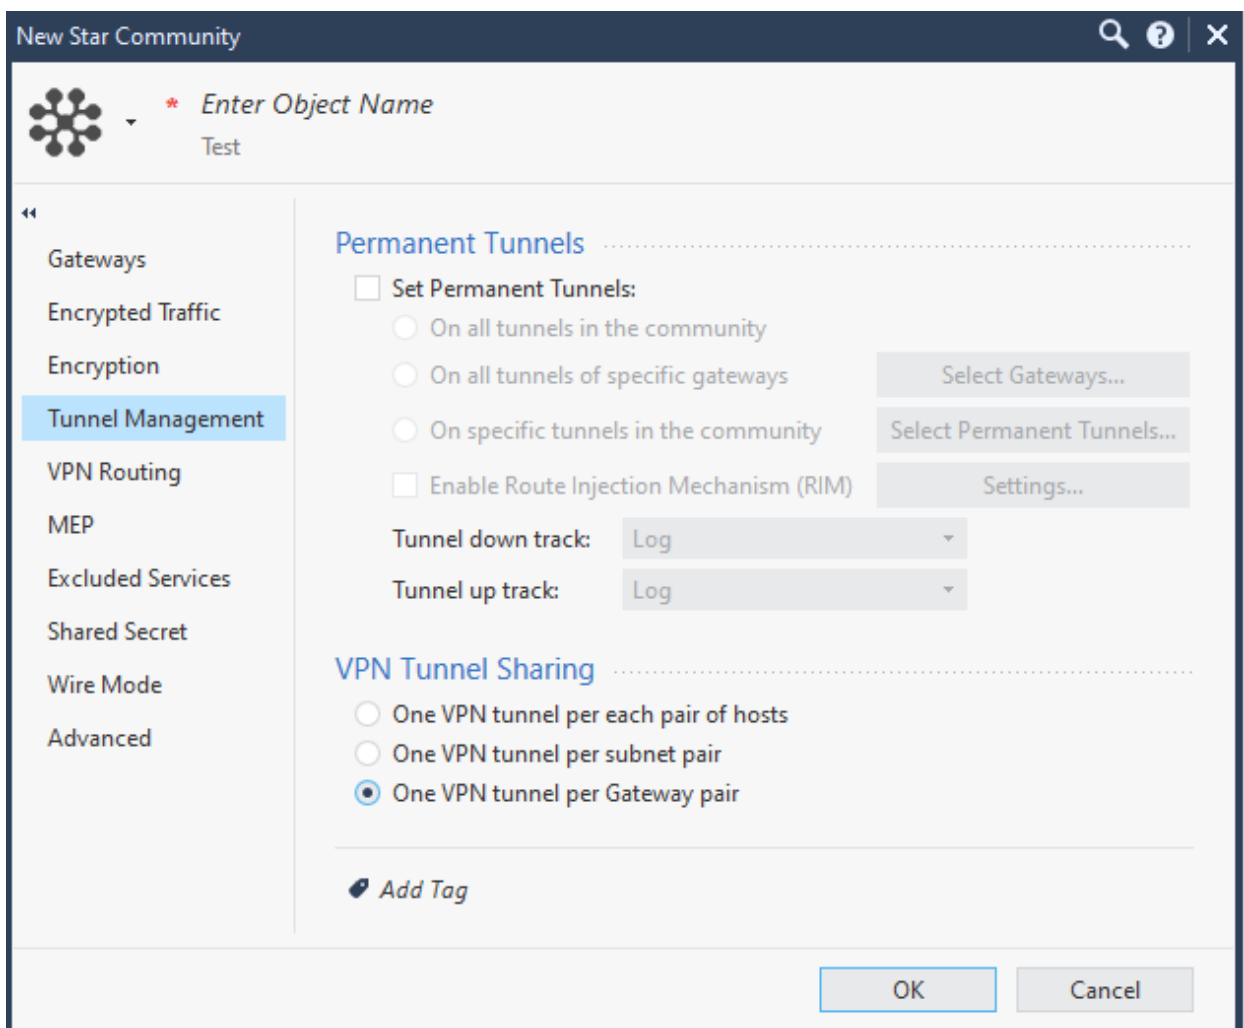 New Star Community
* Enter Object Name
Test
Gateways
Encrypted Traffic
Encryption
Tunnel Management
VPN Routing
MEP
Excluded Services
Shared Secret
Wire Mode
Advanced
Permanent Tunnels
Set Permanent Tunnels:
On all tunnels in the community
On all tunnels of specific gateways Select Gateways...
On specific tunnels in the community Select Permanent Tunnels...
Enable Route Injection Mechanism (RIM) Settings...
Tunnel down track: Log
Tunnel up track: Log
VPN Tunnel Sharing
One VPN tunnel per each pair of hosts
One VPN tunnel per subnet pair
One VPN tunnel per Gateway pair
Add Tag
OK Cancel